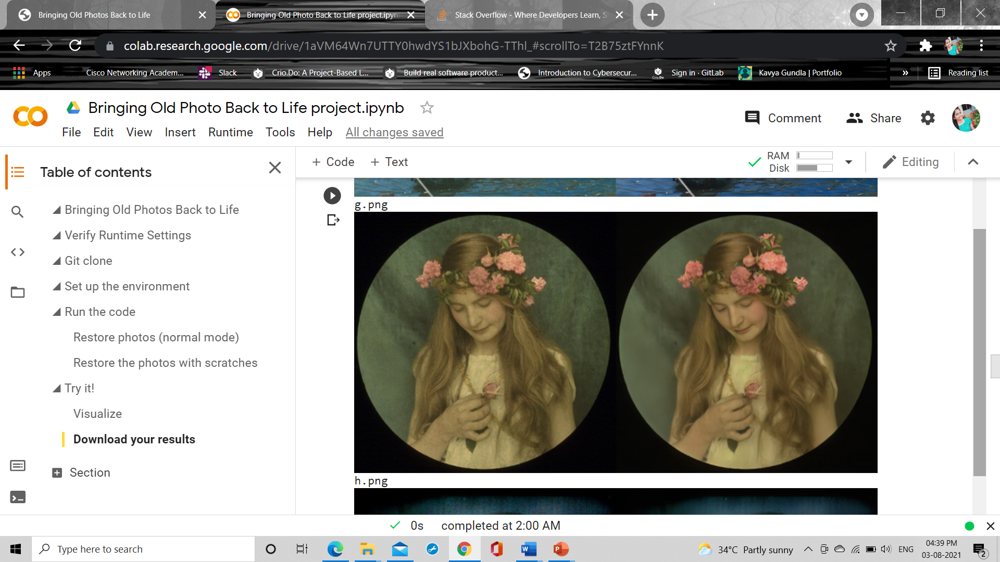 Bringing Old Photos Back to Life
Bringing Old Photo Back to Life project.ipyn
Stack Overflow - Where Developers Learn, S
colab.research.google.com/drive/1aVM64Wn7UTTY0hwdYS1bJXbohG-TThl_#scrollTo=T2B75ztFYnnK
Apps
Cisco Networking Academ...
Slack
Crio.Do: A Project-Based L...
Build real software product...
Introduction to Cybersecur...
Crio.Do
Sign in · GitLab
Kavya Gundla | Portfolio
»
Reading list
Bringing Old Photo Back to Life project.ipynb
Comment
Share
File Edit View Insert Runtime Tools Help All changes saved
Table of contents
+ Code + Text
RAM
Disk
Editing
Bringing Old Photos Back to Life
Verify Runtime Settings
Git clone
Set up the environment
Run the code
Restore photos (normal mode)
Restore the photos with scratches
Try it!
Visualize
Download your results
Section
g.png
h.png
0s completed at 2:00 AM
Type here to search
34°C Partly sunny
ENG
04:39 PM
03-08-2021
2